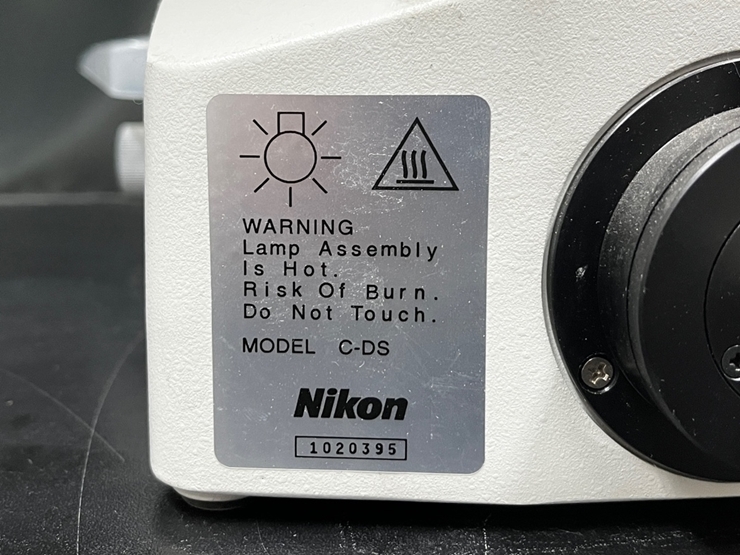 WARNING
Lamp Assembly
Is Hot.
Risk Of Burn.
Do Not Touch.
MODEL C-DS
Nikon
1020395